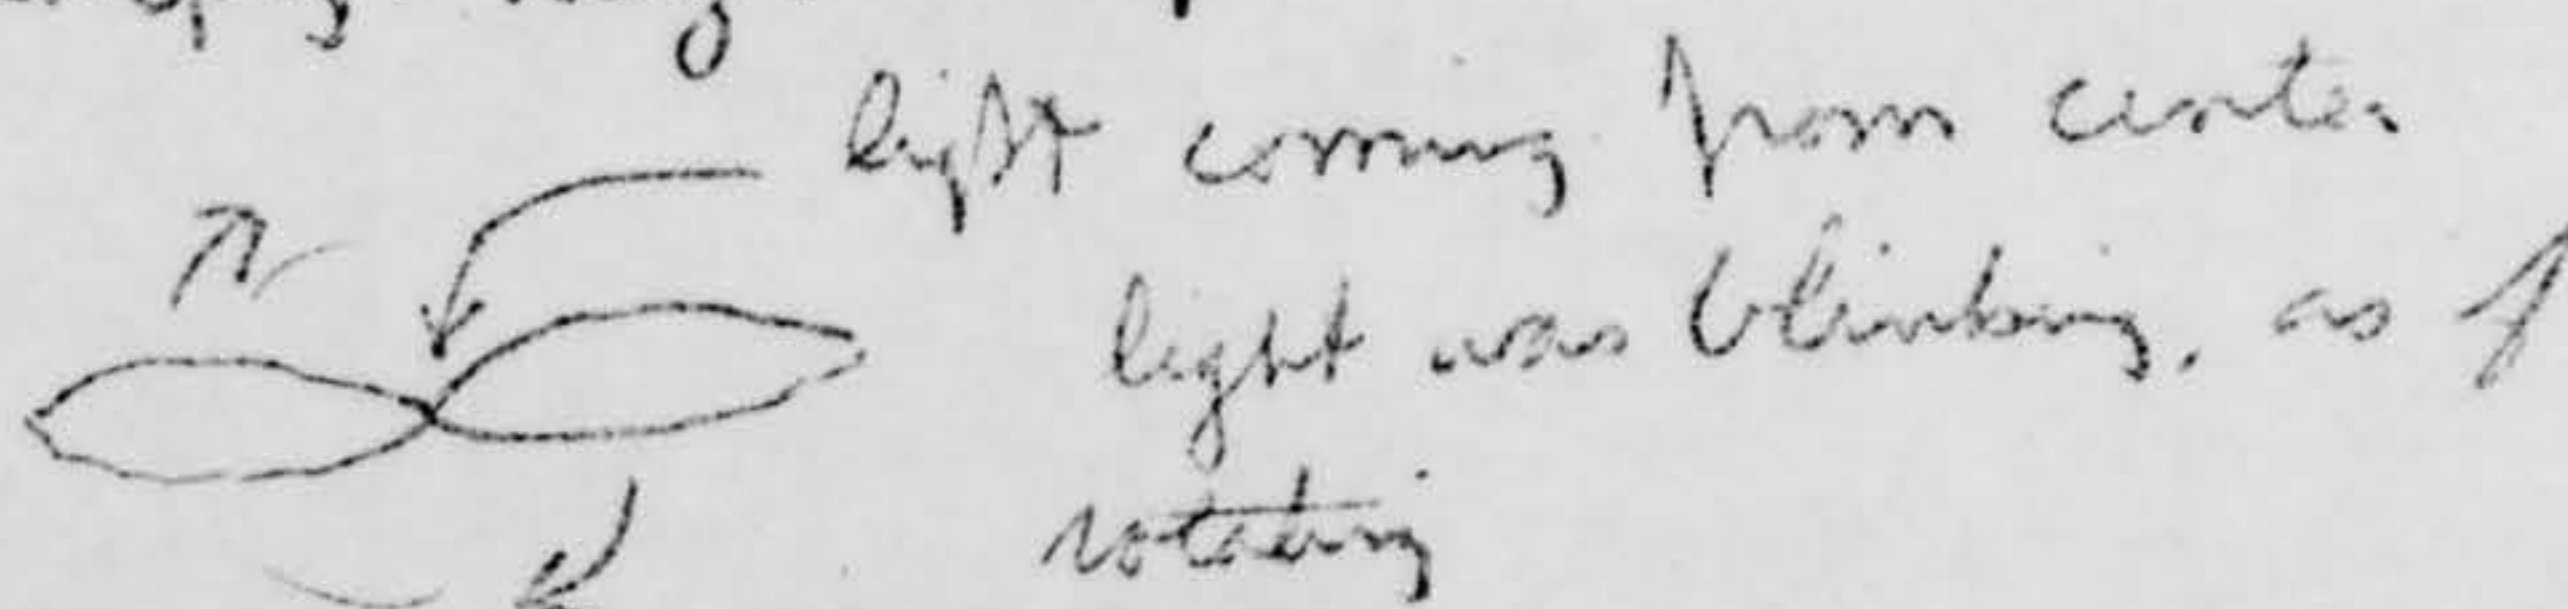 light coming from center
light was blinking, as if
rotating